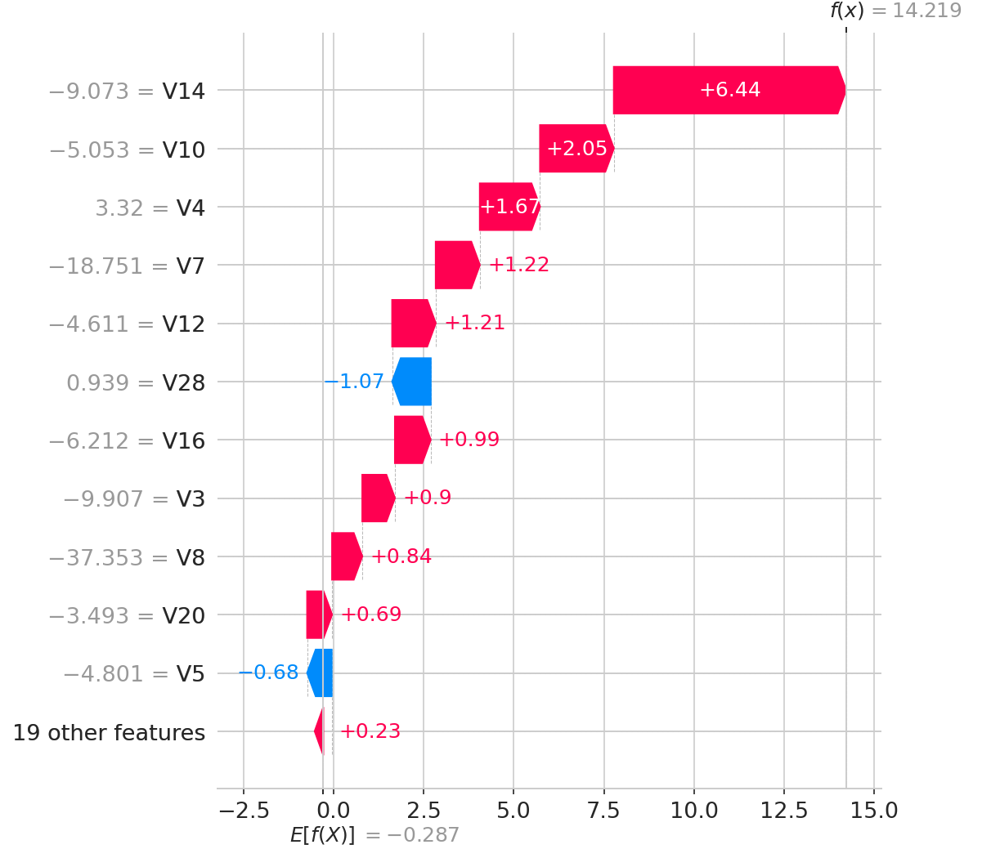 f(x) = 14.219
−9.073 = V14 +6.44
−5.053 = V10 +2.05
3.32 = V4 +1.67
−18.751 = V7 +1.22
−4.611 = V12 +1.21
0.939 = V28 −1.07
−6.212 = V16 +0.99
−9.907 = V3 +0.9
−37.353 = V8 +0.84
−3.493 = V20 +0.69
−4.801 = V5 −0.68
19 other features +0.23
−2.5 0.0 2.5 5.0 7.5 10.0 12.5 15.0
E[f(X)] = −0.287